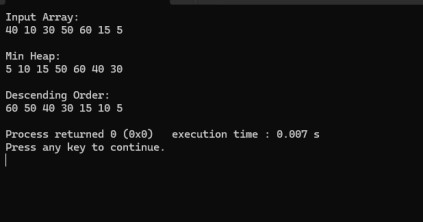 Input Array:
40 10 30 50 60 15 5
Min Heap:
5 10 15 50 60 40 30
Descending Order:
60 50 40 30 15 10 5
Process returned 0 (0x0)   execution time : 0.007 s
Press any key to continue.